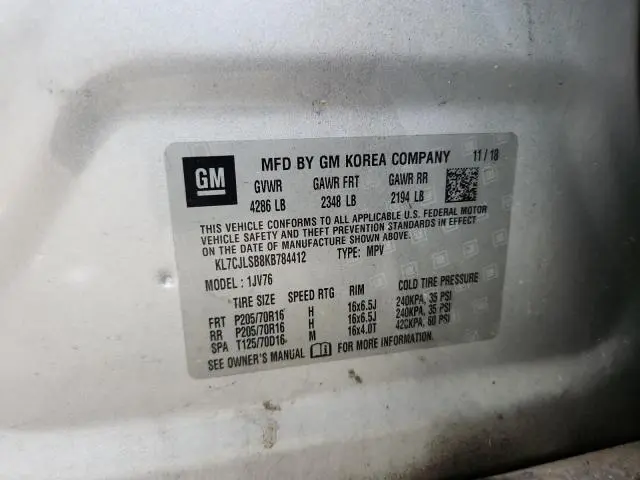 GM
MFD BY GM KOREA COMPANY 11/18
GVWR GAWR FRT GAWR RR
4286 LB 2348 LB 2194 LB
THIS VEHICLE CONFORMS TO ALL APPLICABLE U.S. FEDERAL MOTOR
VEHICLE SAFETY AND THEFT PREVENTION STANDARDS IN EFFECT
ON THE DATE OF MANUFACTURE SHOWN ABOVE.
KL7CJLSB8KB784412 TYPE: MPV
MODEL: 1JV76
TIRE SIZE SPEED RTG RIM COLD TIRE PRESSURE
FRT P205/70R16 H 16x6.5J 240KPA, 35 PSI
RR P205/70R16 H 16x6.5J 240KPA, 35 PSI
SPA T125/70D16 M 16x4.0T 420KPA, 60 PSI
SEE OWNER'S MANUAL FOR MORE INFORMATION.